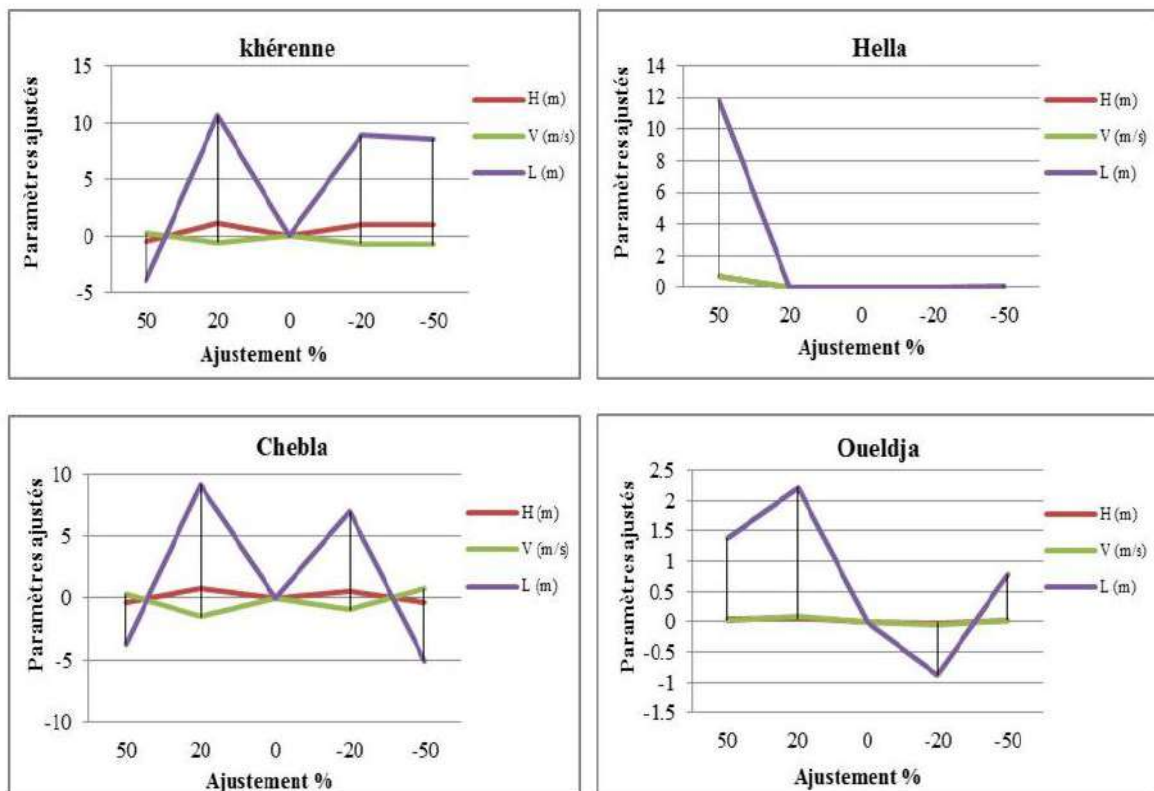 khérenne
Paramètres ajustés
15
10
5
0
-5
50 20 0 -20 -50
Ajustement %
H (m)
V (m/s)
L (m)
Hella
Paramètres ajustés
14
12
10
8
6
4
2
0
50 20 0 -20 -50
Ajustement %
H (m)
V (m/s)
L (m)
Chebla
Paramètres ajustés
10
5
0
-5
-10
50 20 0 -20 -50
Ajustement %
H (m)
V (m/s)
L (m)
Oueldja
Paramètres ajustés
2.5
2
1.5
1
0.5
0
-0.5
-1
-1.5
50 20 0 -20 -50
Ajustement %
H (m)
V (m/s)
L (m)